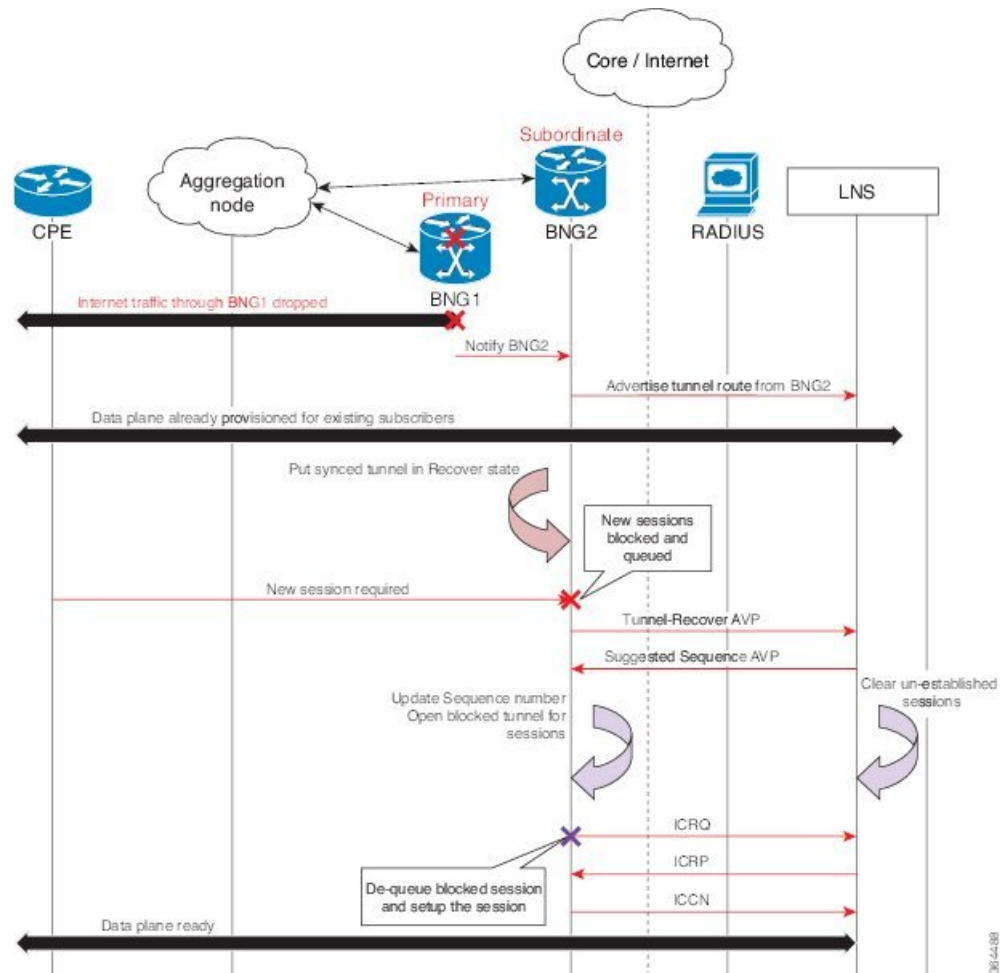 Core / Internet
Subordinate
Aggregation
node
Primary
LNS
CPE
BNG2
RADIUS
BNG1
Internet traffic through BNG1 dropped
Notify BNG2
Advertise tunnel route from BNG2
Data plane already provisioned for existing subscribers
Put synced tunnel in Recover state
New sessions
blocked and
queued
New session required
Tunnel-Recover AVP
Suggested Sequence AVP
Clear un-established
sessions
Update Sequence number
Open blocked tunnel for
sessions
ICRQ
ICRP
De-queue blocked session
and setup the session
ICCN
Data plane ready
364488